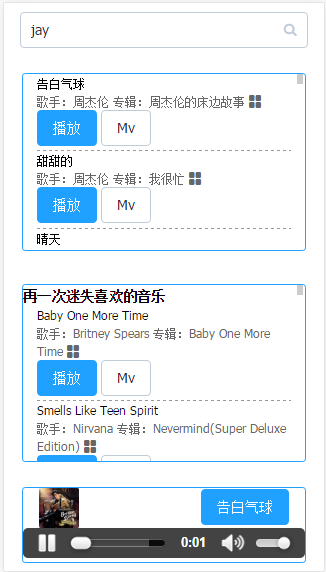 jay
告白气球
歌手：周杰伦 专辑：周杰伦的床边故事
播放 Mv
甜甜的
歌手：周杰伦 专辑：我很忙
播放 Mv
晴天
再一次迷失喜欢的音乐
Baby One More Time
歌手：Britney Spears 专辑：Baby One More
Time
播放 Mv
Smells Like Teen Spirit
歌手：Nirvana 专辑：Nevermind(Super Deluxe
Edition)
告白气球
0:01